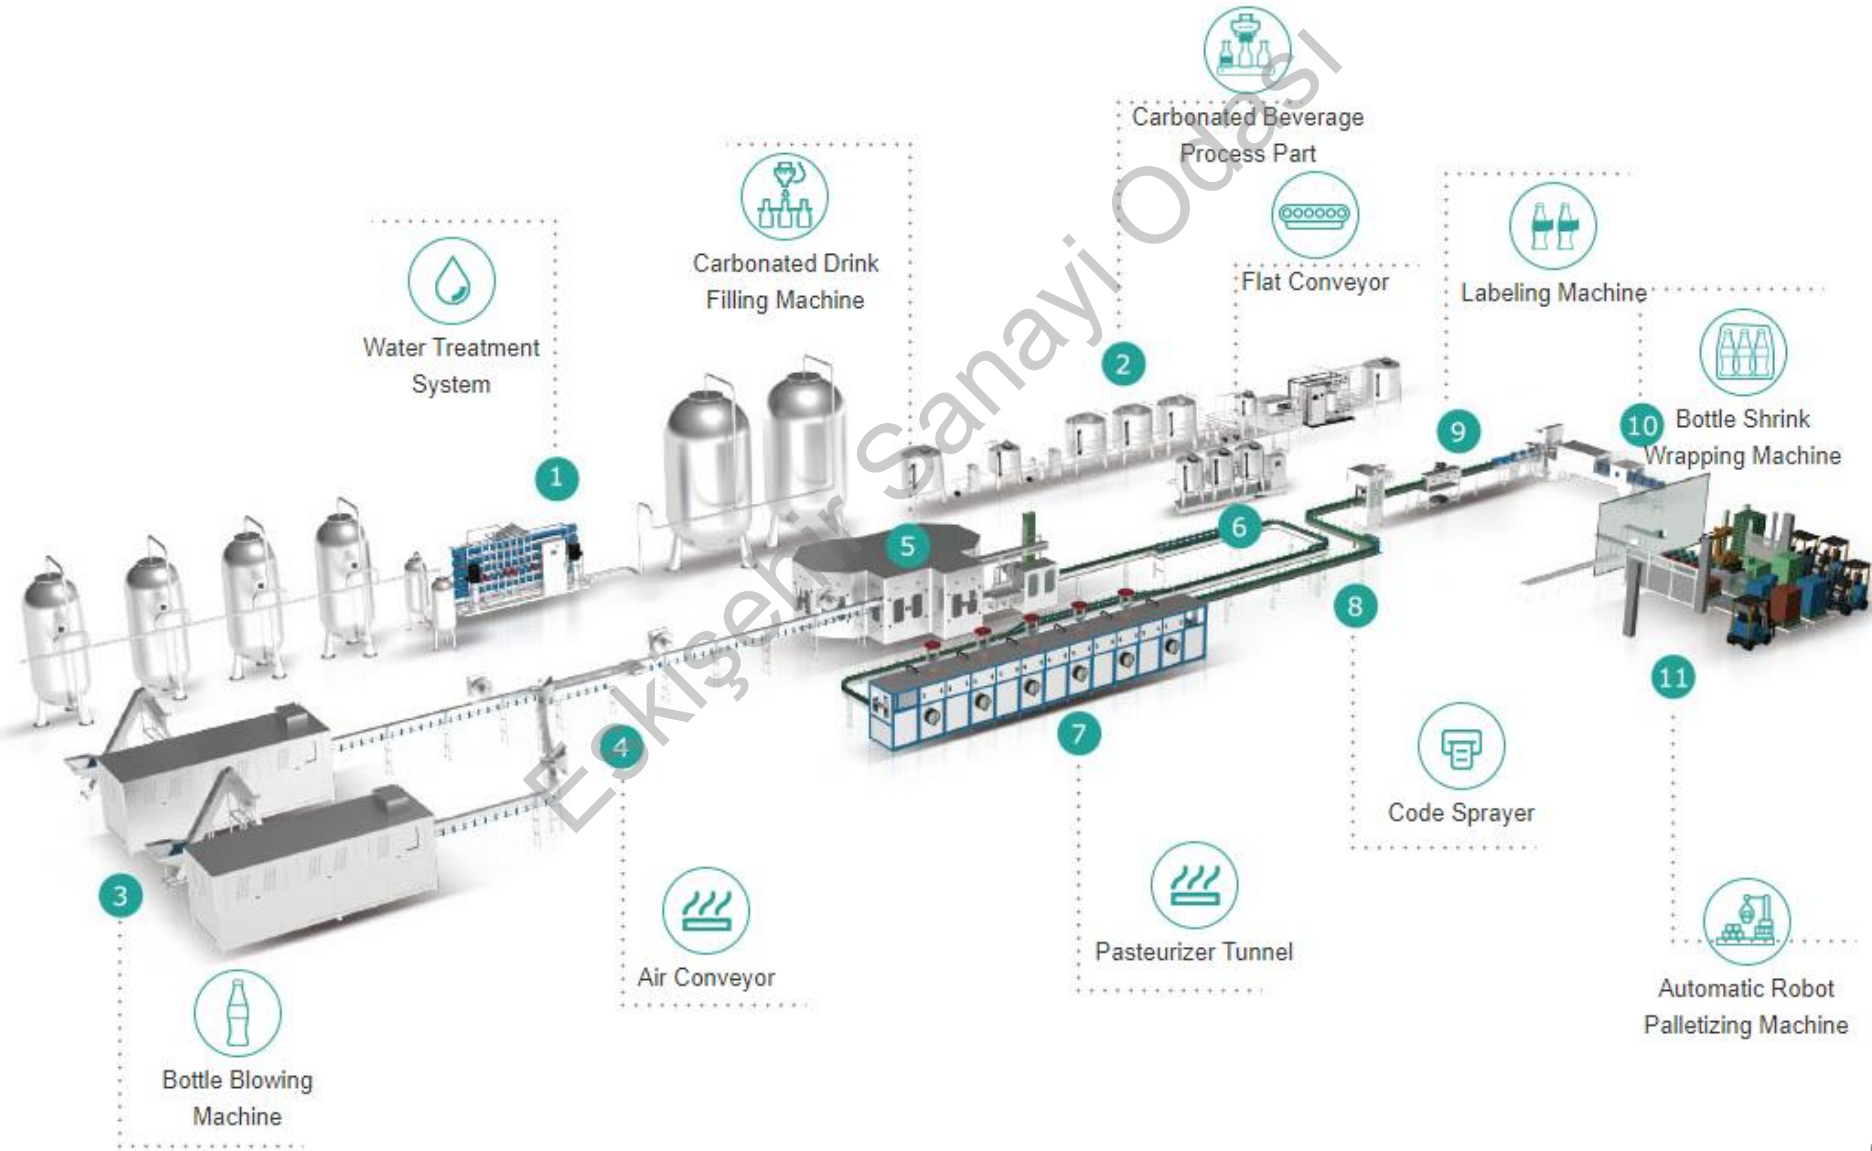 Carbonated Beverage
Process Part
Carbonated Drink
Filling Machine
Flat Conveyor
Labeling Machine
Water Treatment
System
2
9
10
Bottle Shrink
Wrapping Machine
1
5
6
8
11
7
4
3
Code Sprayer
Pasteurizer Tunnel
Air Conveyor
Automatic Robot
Palletizing Machine
Bottle Blowing
Machine
Eskişehir Sanayi Odası